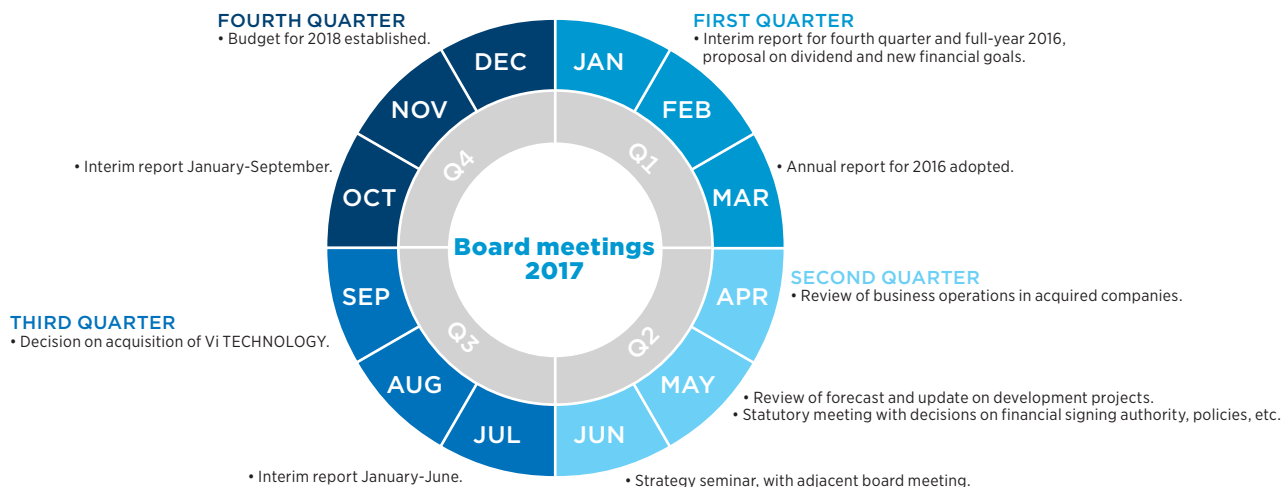 FOURTH QUARTER
• Budget for 2018 established.
FIRST QUARTER
• Interim report for fourth quarter and full-year 2016,
proposal on dividend and new financial goals.
DEC
JAN
NOV
FEB
• Interim report January-September.
Q4
Q1
• Annual report for 2016 adopted.
OCT
MAR
Board meetings
2017
SECOND QUARTER
• Review of business operations in acquired companies.
SEP
APR
THIRD QUARTER
• Decision on acquisition of Vi TECHNOLOGY.
Q3
Q2
AUG
MAY
• Review of forecast and update on development projects.
• Statutory meeting with decisions on financial signing authority, policies, etc.
JUL
JUN
• Interim report January-June.
• Strategy seminar, with adjacent board meeting.